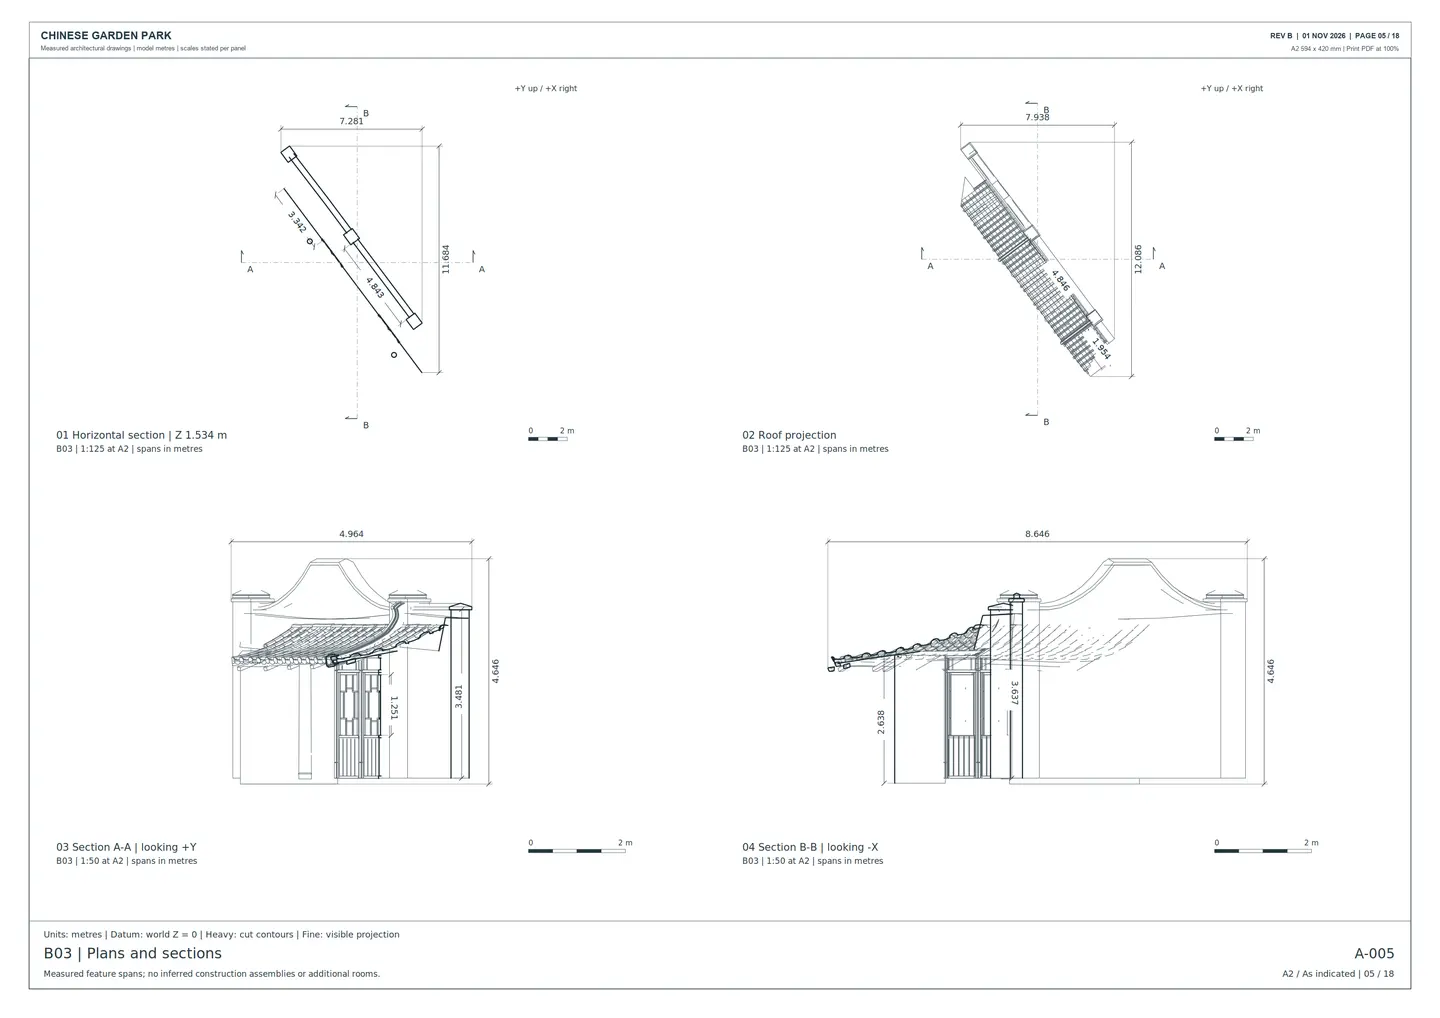 CHINESE GARDEN PARK
Measured architectural drawings | model metres | scales stated per panel
REV B | 01 NOV 2026 | PAGE 05 / 18
A2 594 x 420 mm | Print PDF at 100%
+Y up / +X right
B
7.281
3.342
11.684
A
A
4.843
B
01 Horizontal section | Z 1.534 m
B03 | 1:125 at A2 | spans in metres
0 2 m
+Y up / +X right
B
7.938
12.086
A
A
4.846
1.954
B
02 Roof projection
B03 | 1:125 at A2 | spans in metres
0 2 m
4.964
4.646
3.481
1.251
03 Section A-A | looking +Y
B03 | 1:50 at A2 | spans in metres
0 2 m
8.646
4.646
3.637
2.638
04 Section B-B | looking -X
B03 | 1:50 at A2 | spans in metres
0 2 m
Units: metres | Datum: world Z = 0 | Heavy: cut contours | Fine: visible projection
B03 | Plans and sections
A-005
Measured feature spans; no inferred construction assemblies or additional rooms.
A2 / As indicated | 05 / 18